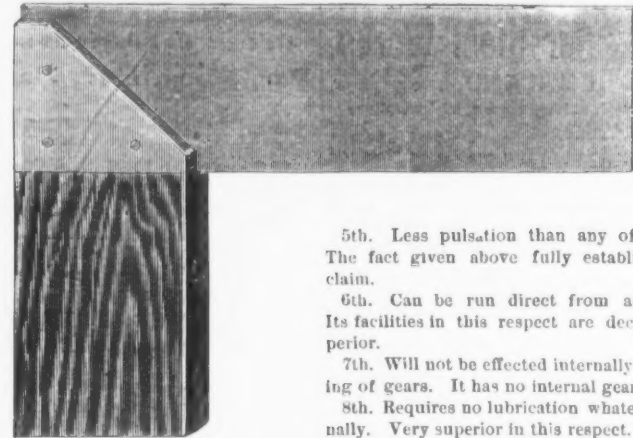 5th. Less pulsation than any of
The fact given above fully establ
claim.
6th. Can be run direct from a
Its facilities in this respect are dec
perior.
7th. Will not be effected internally
ing of gears. It has no internal gear
8th. Requires no lubrication whate
nally. Very superior in this respect.